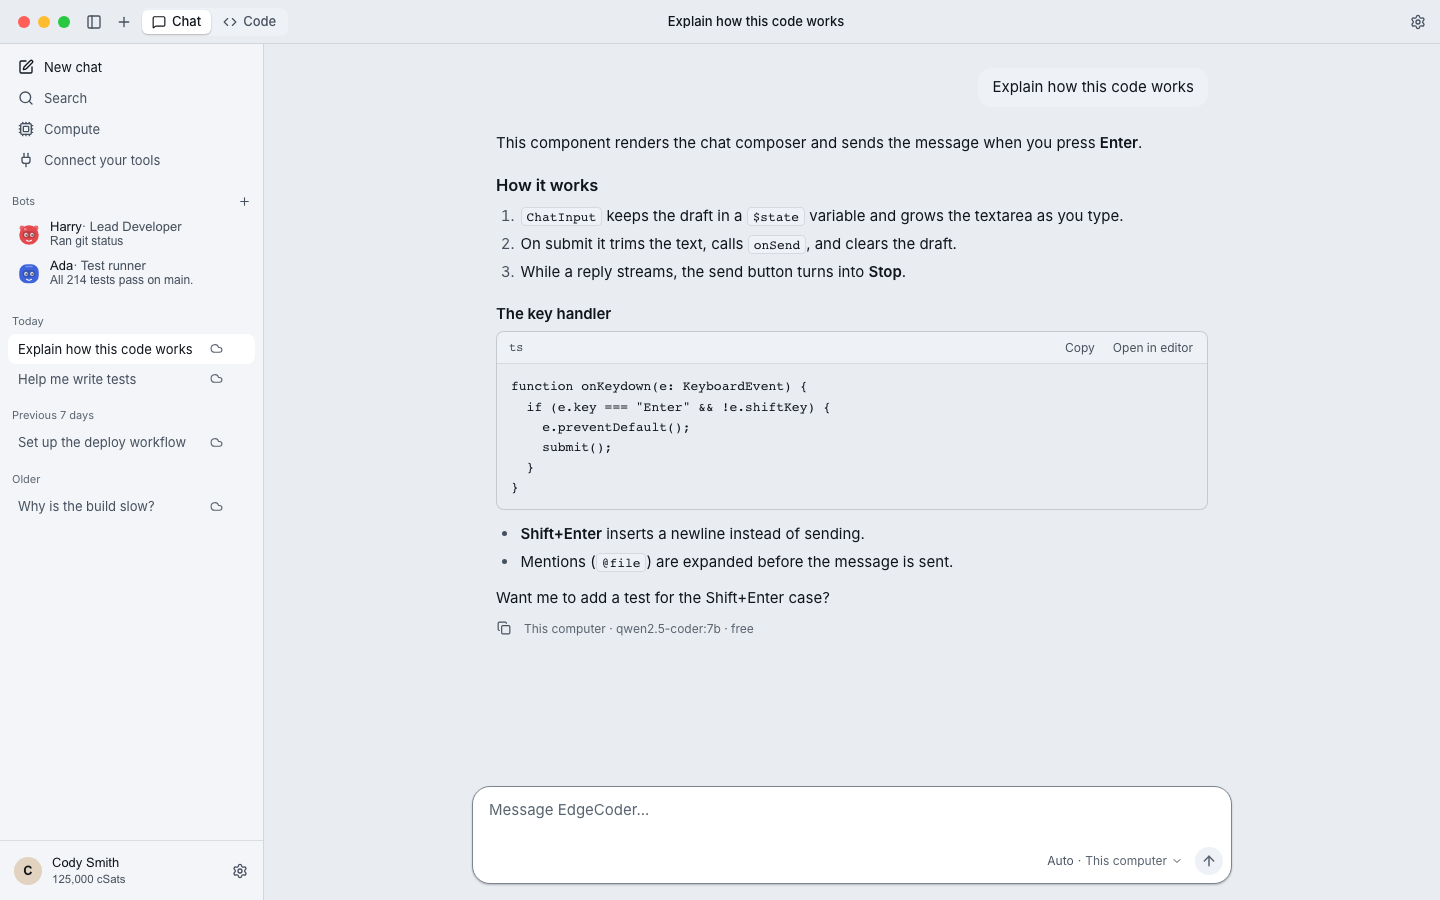 Chat
Code
Explain how this code works
New chat
Search
Compute
Connect your tools
Bots
Harry · Lead Developer
Ran git status
Ada · Test runner
All 214 tests pass on main.
Today
Explain how this code works
Help me write tests
Previous 7 days
Set up the deploy workflow
Older
Why is the build slow?
C
Cody Smith
125,000 cSats
Explain how this code works
This component renders the chat composer and sends the message when you press Enter.
How it works
1. ChatInput keeps the draft in a $state variable and grows the textarea as you type.
2. On submit it trims the text, calls onSend, and clears the draft.
3. While a reply streams, the send button turns into Stop.
The key handler
ts
Copy
Open in editor
function onKeydown(e: KeyboardEvent) {
  if (e.key === "Enter" && !e.shiftKey) {
    e.preventDefault();
    submit();
  }
}
• Shift+Enter inserts a newline instead of sending.
• Mentions (@file) are expanded before the message is sent.
Want me to add a test for the Shift+Enter case?
This computer · qwen2.5-coder:7b · free
Message EdgeCoder...
Auto · This computer